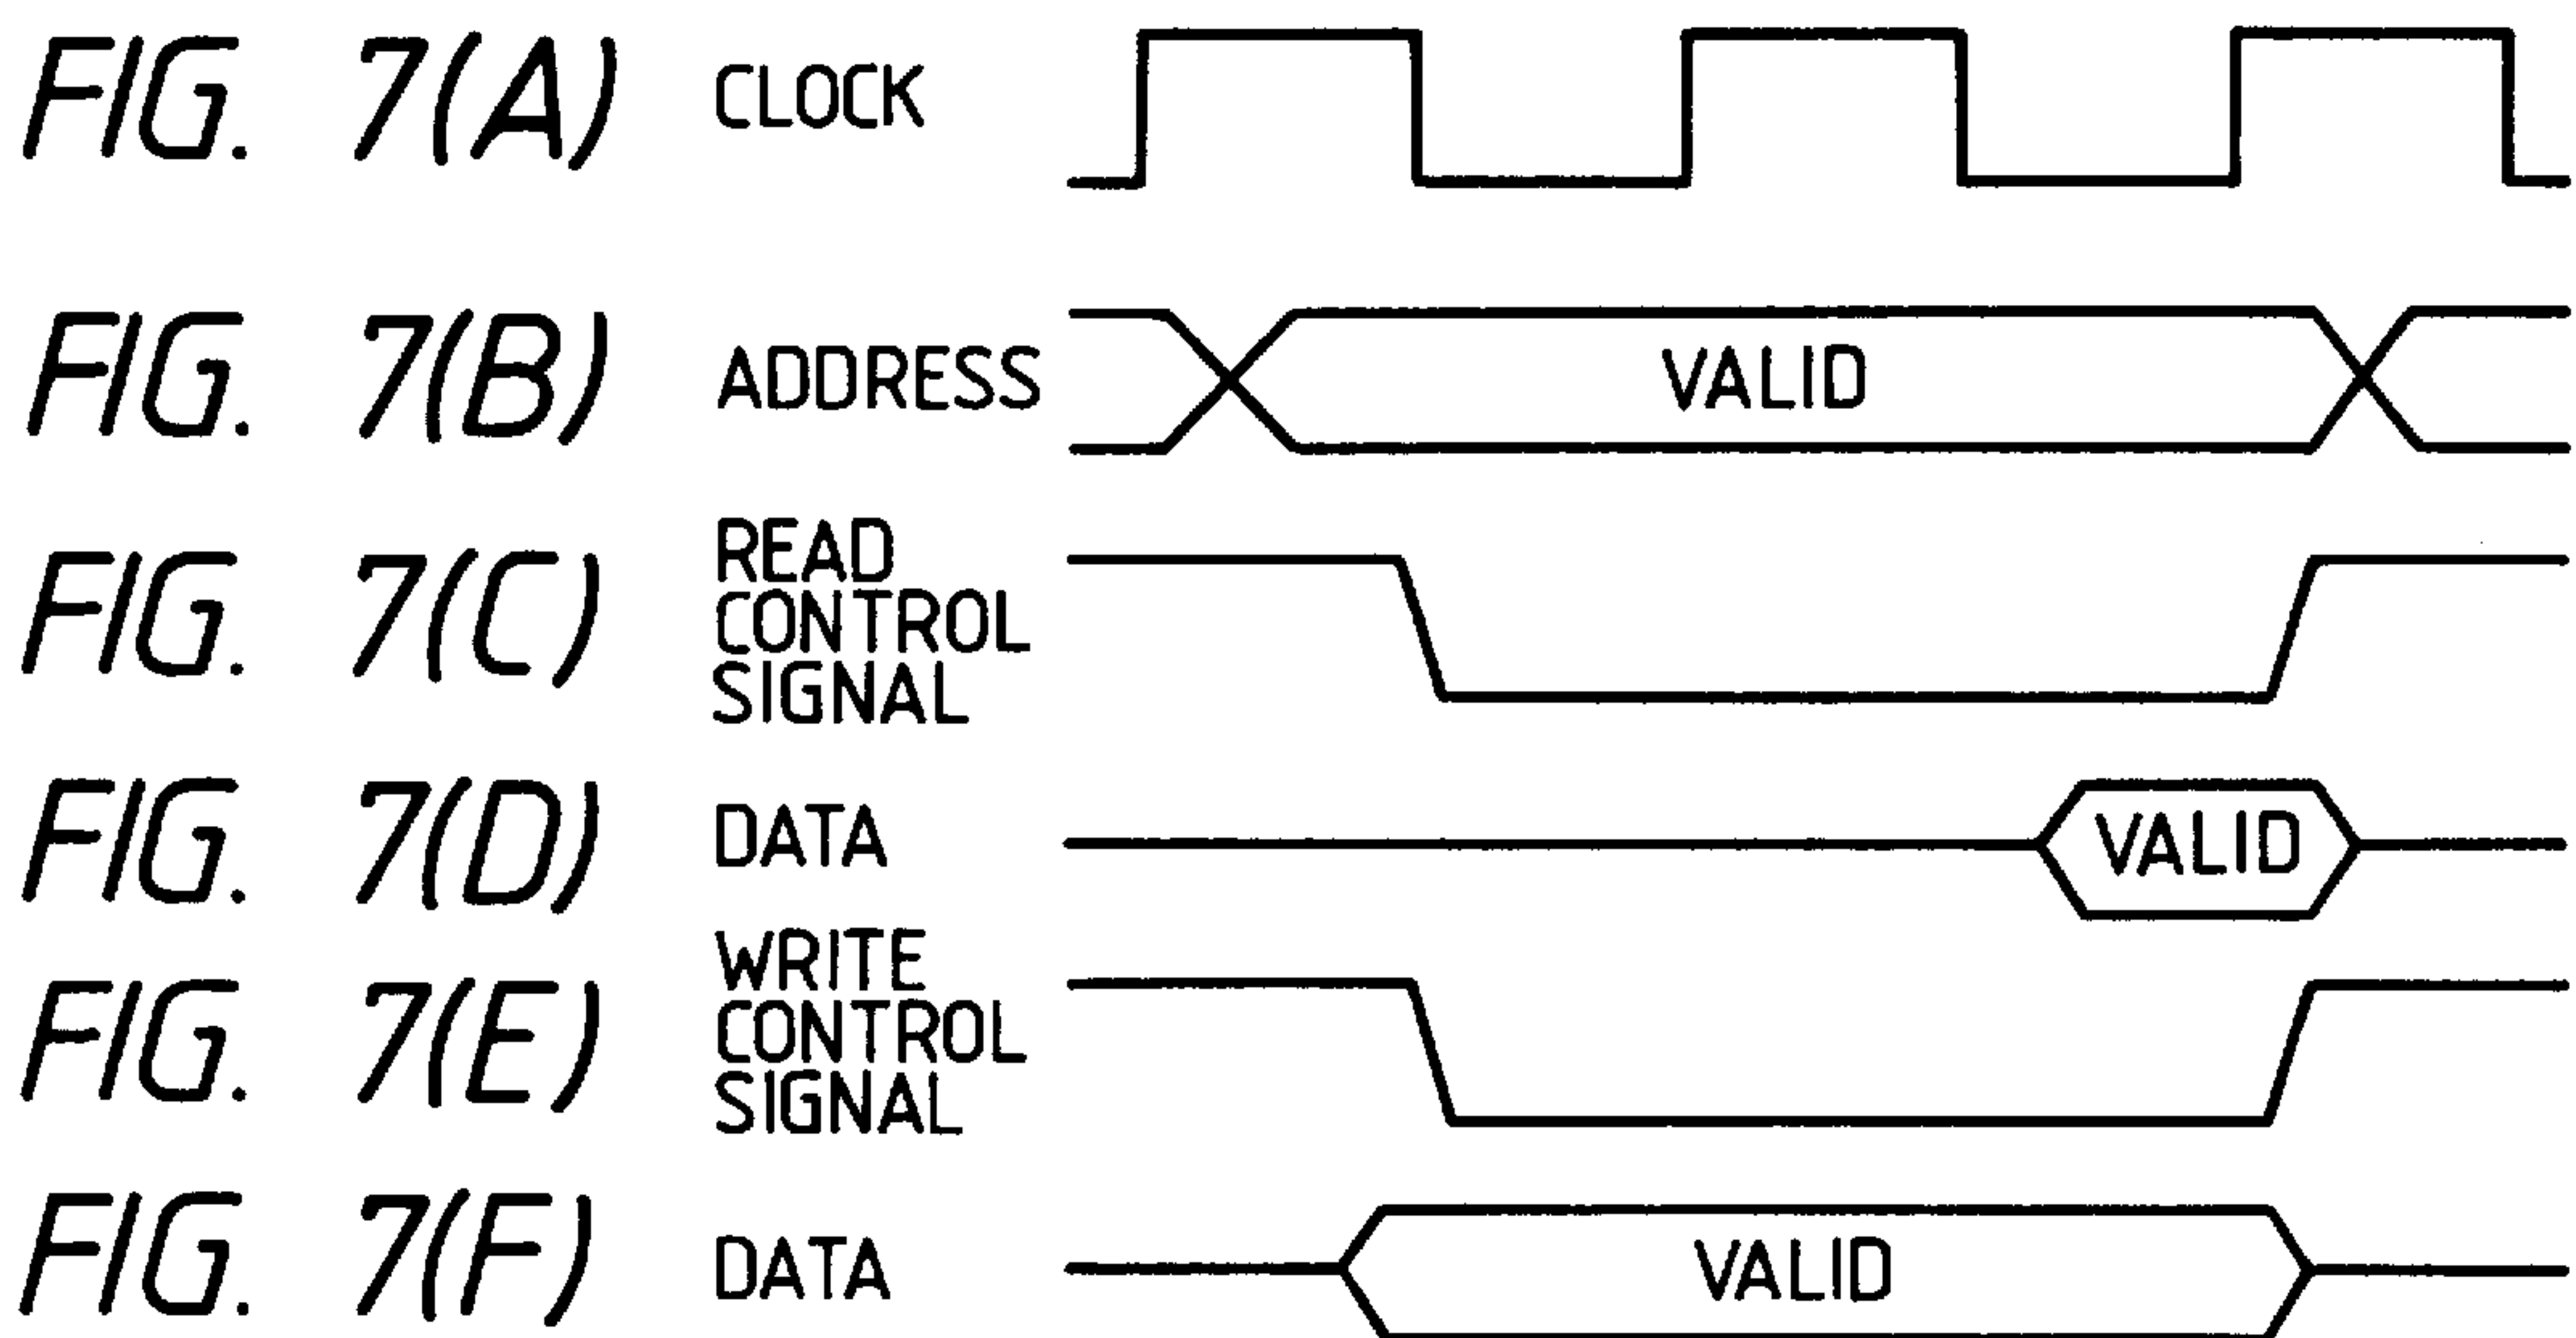 FIG. 7(A) CLOCK
FIG. 7(B) ADDRESS VALID
FIG. 7(C) READ
CONTROL
SIGNAL
FIG. 7(D) DATA VALID
FIG. 7(E) WRITE
CONTROL
SIGNAL
FIG. 7(F) DATA VALID